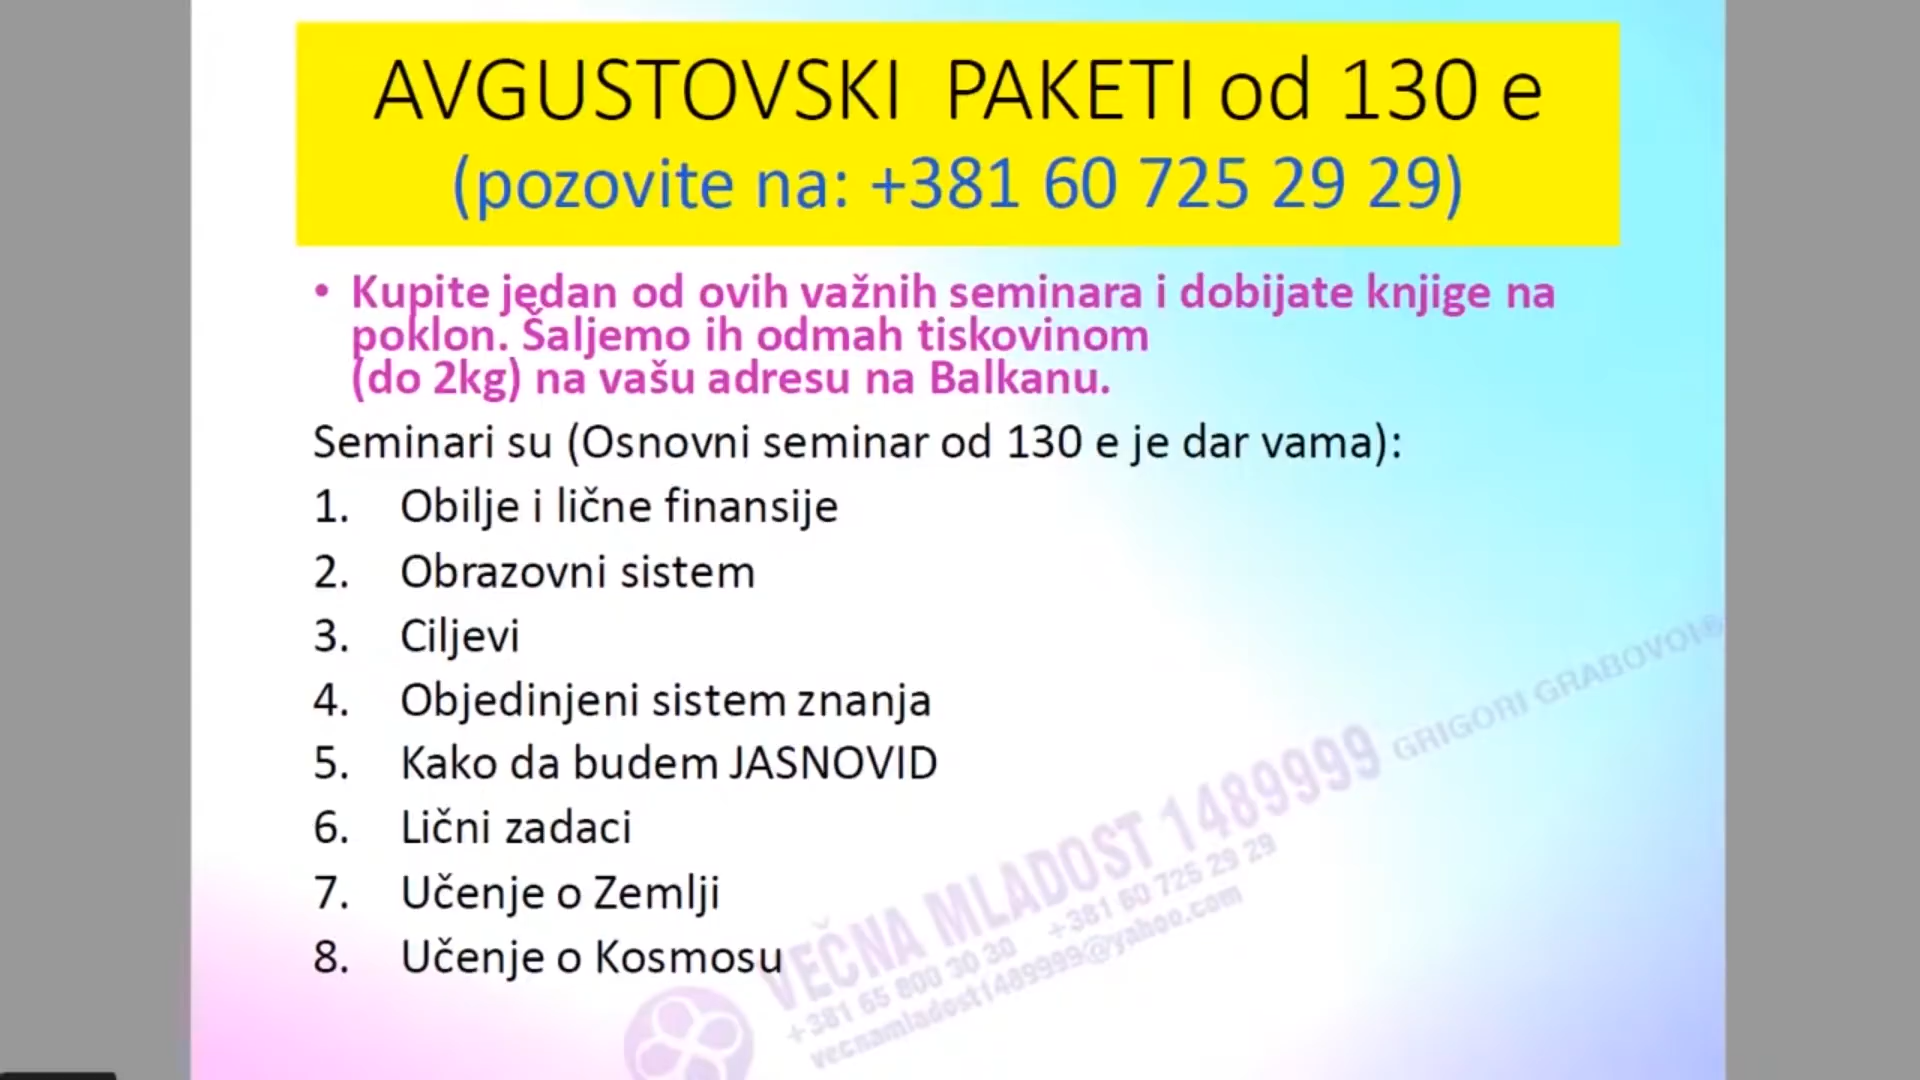 AVGUSTOVSKI PAKETI od 130 e
(pozovite na: +381 60 725 29 29)
• Kupite jedan od ovih važnih seminara i dobijate knjige na
poklon. Šaljemo ih odmah tiskovinom
(do 2kg) na vašu adresu na Balkanu.
Seminari su (Osnovni seminar od 130 e je dar vama):
1. Obilje i lične finansije
2. Obrazovni sistem
3. Ciljevi
4. Objedinjeni sistem znanja
5. Kako da budem JASNOVID
6. Lični zadaci
7. Učenje o Zemlji
8. Učenje o Kosmosu
VEČNA MLADOST 1489999 GRIGORI GRABOVOI®
+381 65 800 30 30 +381 60 725 29 29
vecnamladost1489999@yahoo.com